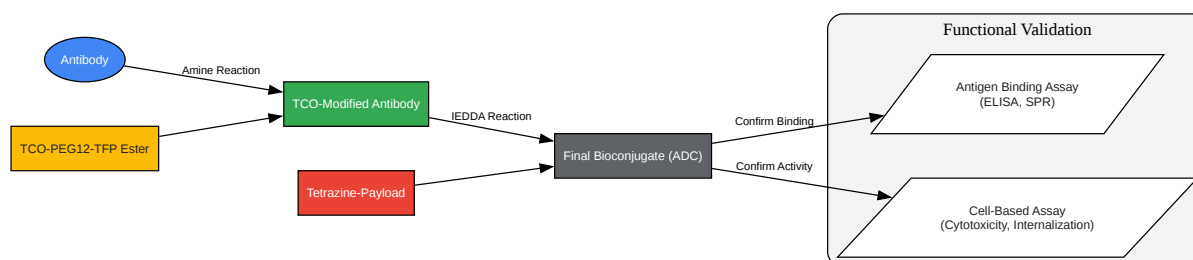 Functional Validation
Antibody
Amine Reaction
TCO-PEG12-TFP Ester
TCO-Modified Antibody
IEDDA Reaction
Tetrazine-Payload
Final Bioconjugate (ADC)
Confirm Binding
Antigen Binding Assay
(ELISA, SPR)
Confirm Activity
Cell-Based Assay
(Cytotoxicity, Internalization)